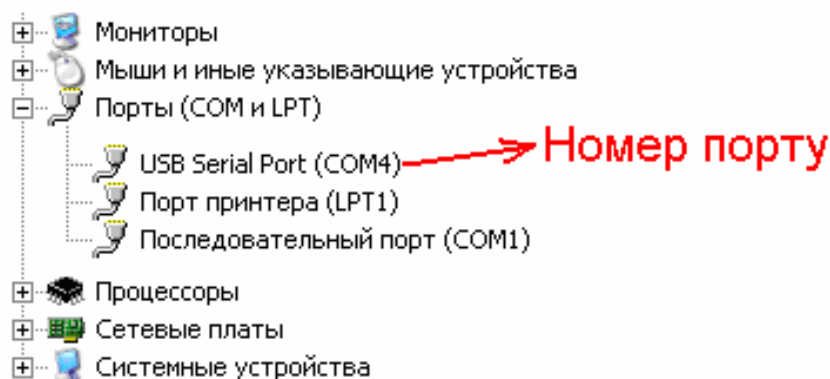 Мониторы
Мыши и иные указывающие устройства
Порты (COM и LPT)
USB Serial Port (COM4)
Номер порту
Порт принтера (LPT1)
Последовательный порт (COM1)
Процессоры
Сетевые платы
Системные устройства